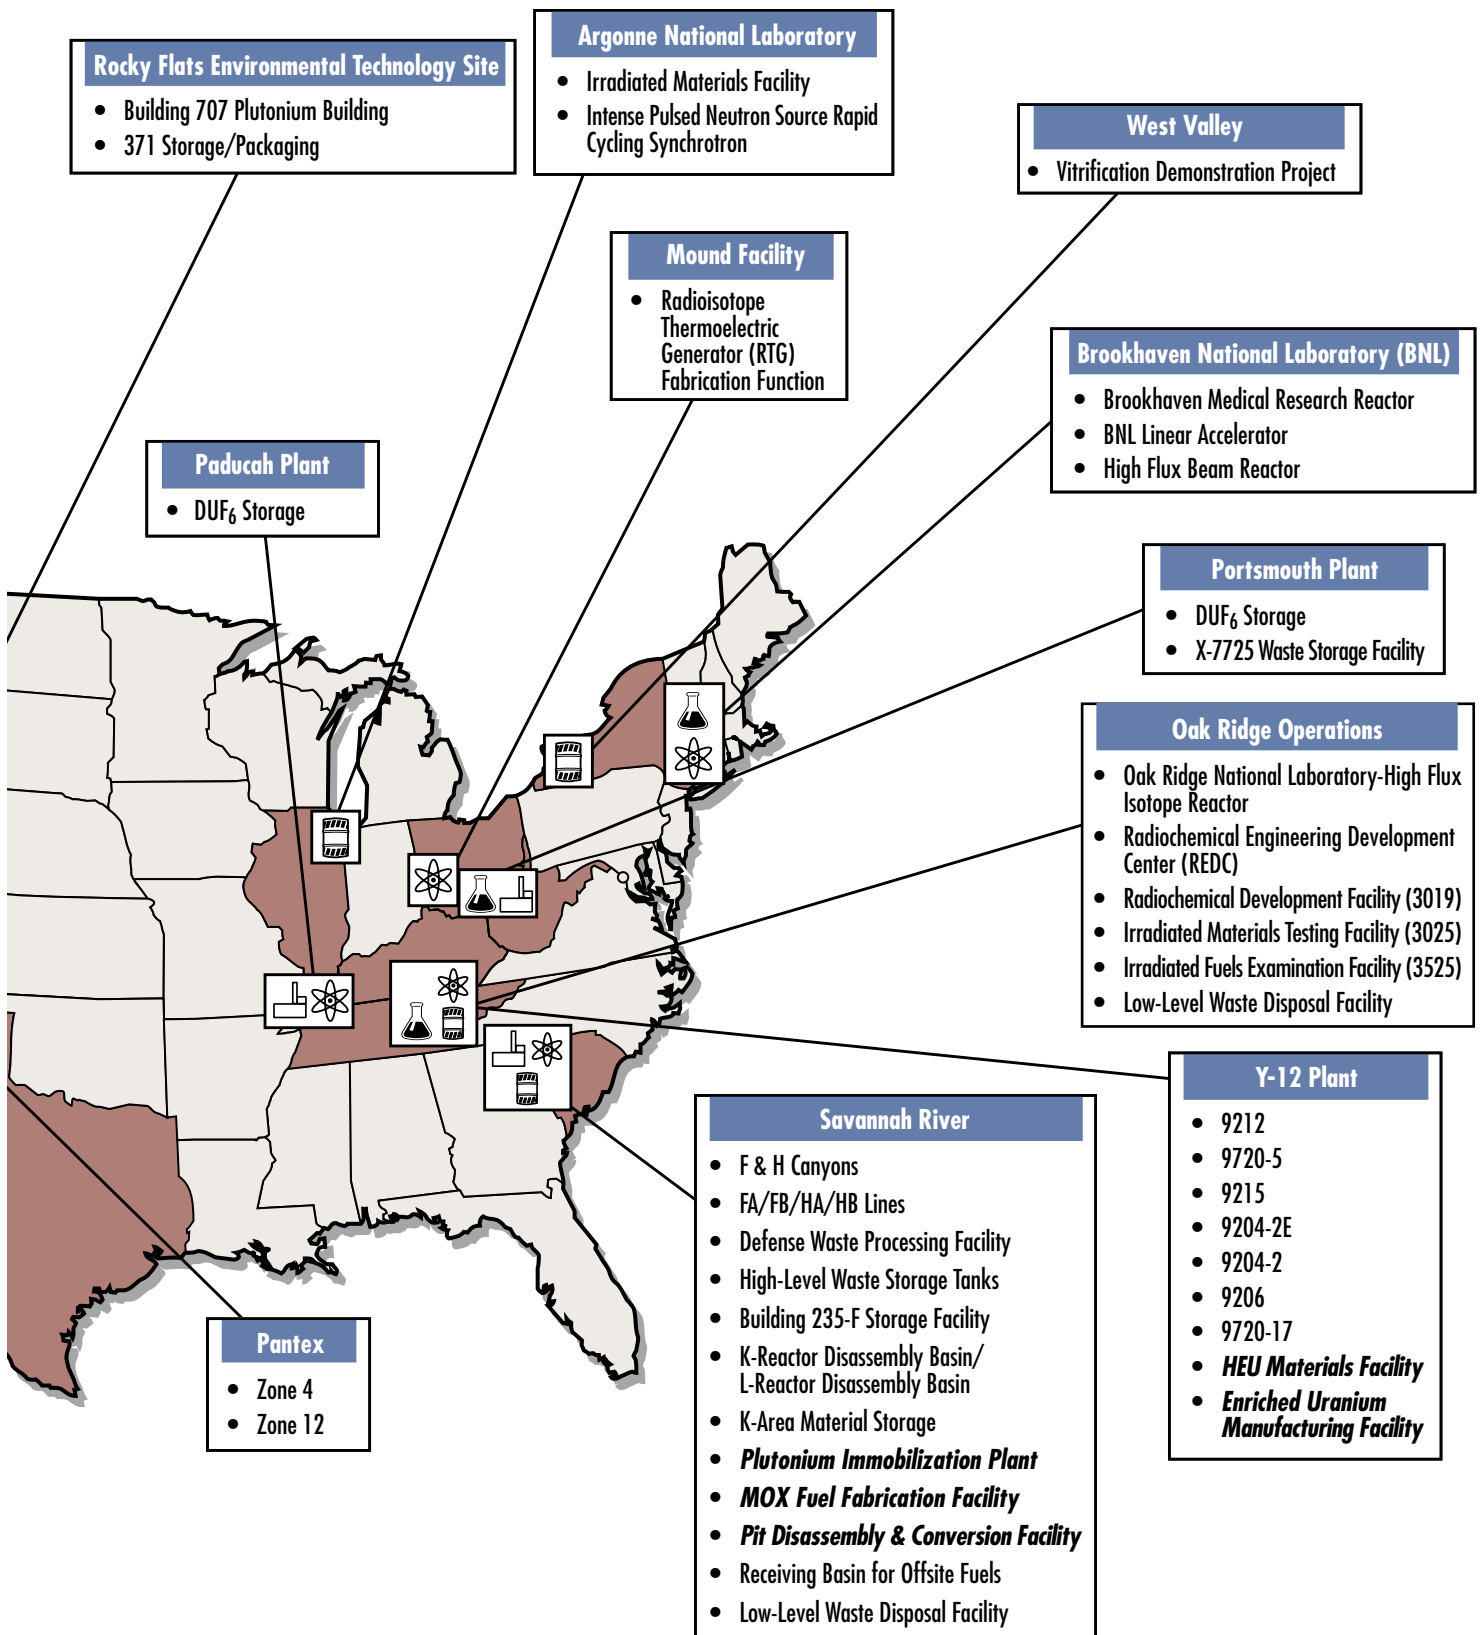 Rocky Flats Environmental Technology Site
• Building 707 Plutonium Building
• 371 Storage/Packaging
Argonne National Laboratory
• Irradiated Materials Facility
• Intense Pulsed Neutron Source Rapid
Cycling Synchrotron
West Valley
• Vitrification Demonstration Project
Mound Facility
• Radioisotope
Thermoelectric
Generator (RTG)
Fabrication Function
Brookhaven National Laboratory (BNL)
• Brookhaven Medical Research Reactor
• BNL Linear Accelerator
• High Flux Beam Reactor
Paducah Plant
• DUF6 Storage
Portsmouth Plant
• DUF6 Storage
• X-7725 Waste Storage Facility
Oak Ridge Operations
• Oak Ridge National Laboratory-High Flux
Isotope Reactor
• Radiochemical Engineering Development
Center (REDC)
• Radiochemical Development Facility (3019)
• Irradiated Materials Testing Facility (3025)
• Irradiated Fuels Examination Facility (3525)
• Low-Level Waste Disposal Facility
Y-12 Plant
• 9212
• 9720-5
• 9215
• 9204-2E
• 9204-2
• 9206
• 9720-17
• HEU Materials Facility
• Enriched Uranium
Manufacturing Facility
Savannah River
• F & H Canyons
• FA/FB/HA/HB Lines
• Defense Waste Processing Facility
• High-Level Waste Storage Tanks
• Building 235-F Storage Facility
• K-Reactor Disassembly Basin/
L-Reactor Disassembly Basin
• K-Area Material Storage
• Plutonium Immobilization Plant
• MOX Fuel Fabrication Facility
• Pit Disassembly & Conversion Facility
• Receiving Basin for Offsite Fuels
• Low-Level Waste Disposal Facility
Pantex
• Zone 4
• Zone 12